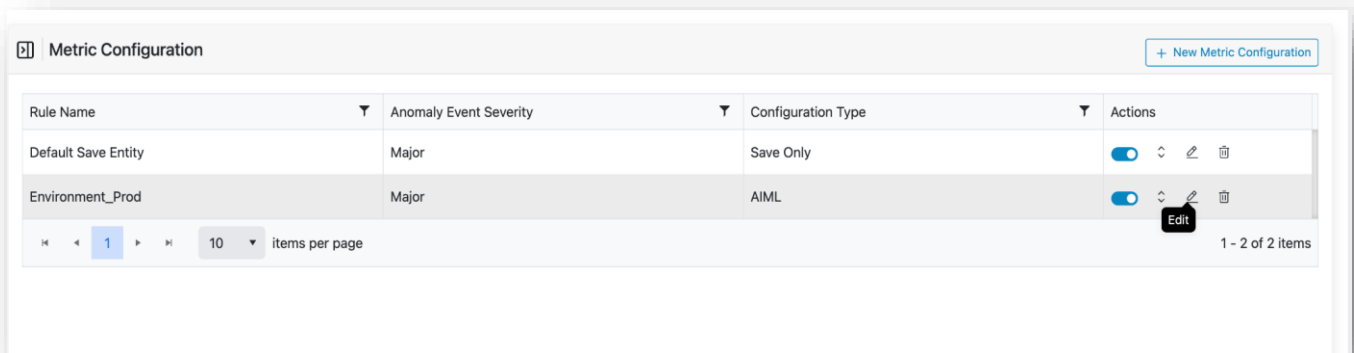 Metric Configuration
+ New Metric Configuration
Rule Name Anomaly Event Severity Configuration Type Actions
Default Save Entity Major Save Only
Environment_Prod Major AIML
Edit
1 10 items per page 1 - 2 of 2 items